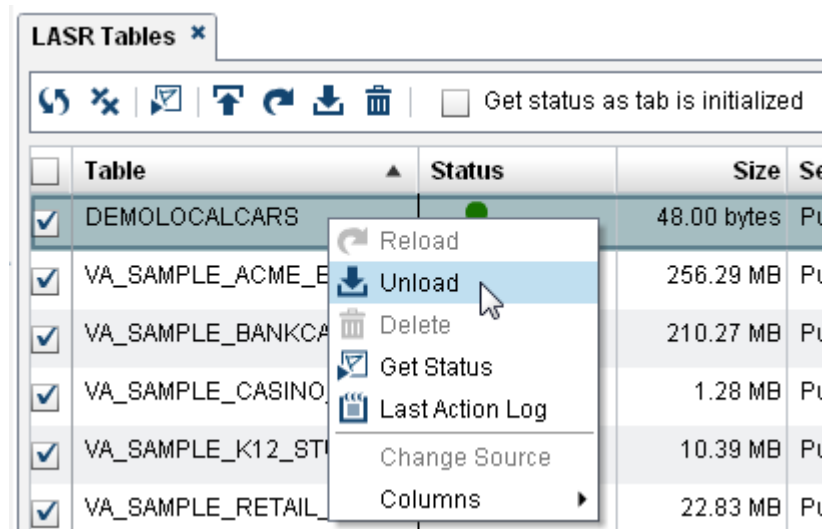 LASR Tables
Get status as tab is initialized
Table Status Size Se
DEMOLOCALCARS 48.00 bytes Pu
Reload
VA_SAMPLE_ACME_E 256.29 MB Pu
Unload
Delete
VA_SAMPLE_BANKCA 210.27 MB Pu
Get Status
VA_SAMPLE_CASINO_ 1.28 MB Pu
Last Action Log
VA_SAMPLE_K12_STU 10.39 MB Pu
Change Source
VA_SAMPLE_RETAIL_ 22.83 MB Pu
Columns